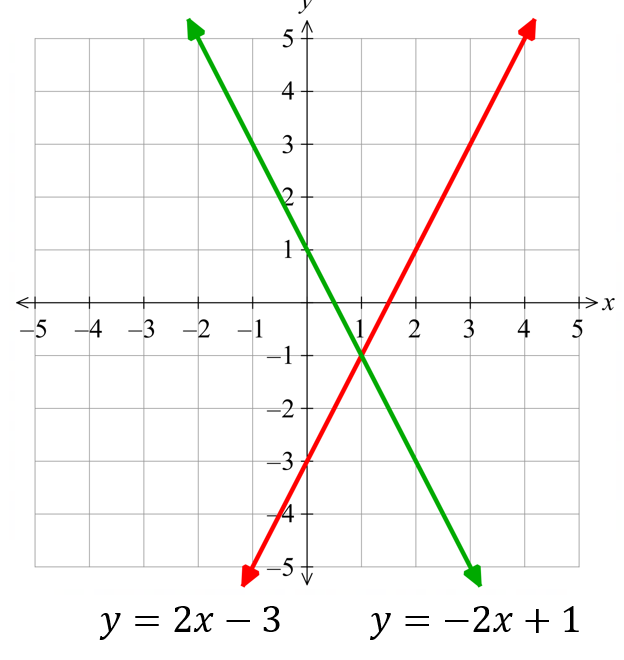 y
5
4
3
2
1
x
–5 –4 –3 –2 –1 1 2 3 4 5
–1
–2
–3
–4
–5
y = 2x − 3 y = −2x + 1